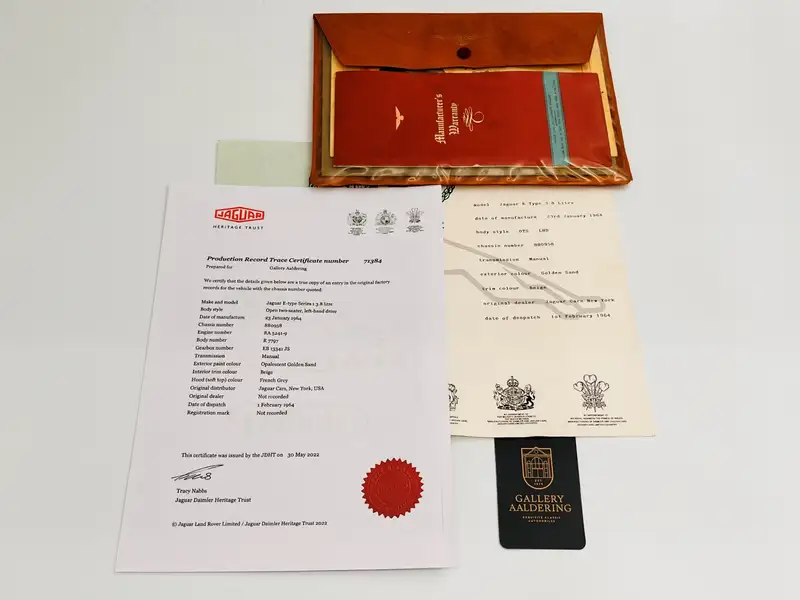 Manufacturer's
Warranty
JAGUAR
HERITAGE TRUST
Production Record Trace Certificate number 71384
Prepared for Gallery Aaldering
We certify that the details given below are a true copy of an entry in the original factory
records for the vehicle with the chassis number quoted.
Make and model Jaguar E-type Series 1 3.8 litre
Body style Open two-seater, left-hand drive
Date of manufacture 23 January 1964
Chassis number 880958
Engine number RA 5291-9
Body number R 7797
Gearbox number EB 13341 JS
Transmission Manual
Exterior paint colour Opalescent Golden Sand
Interior trim colour Beige
Hood (soft top) colour French Grey
Original distributor Jaguar Cars, New York, USA
Original dealer Not recorded
Date of dispatch 1 February 1964
Registration mark Not recorded
This certificate was issued by the JDHT on 30 May 2022
Tracy Nabbs
Jaguar Daimler Heritage Trust
© Jaguar Land Rover Limited / Jaguar Daimler Heritage Trust 2022
model Jaguar E Type 3.8 Litre
date of manufacture 23rd January 1964
body style OTS LHD
chassis number 880958
transmission Manual
exterior colour Golden Sand
trim colour Beige
original dealer Jaguar Cars New York
date of despatch 1st February 1964
EST
GALLERY
AALDERING
EXQUISITE CLASSIC
AUTOMOBILES